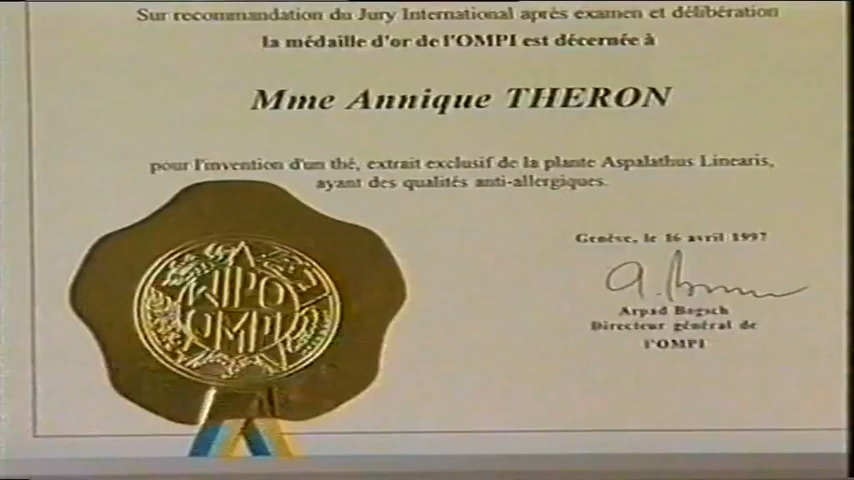 Sur recommandation du Jury International après examen et délibération
la médaille d'or de l'OMPI est décernée à
Mme Annique THERON
pour l'invention d'un thé, extrait exclusif de la plante Aspalathus Linearis,
ayant des qualités anti-allergiques.
Genève, le 16 avril 1997
Arpad Bogsch
Directeur général de
l'OMPI
WIPO
OMPI